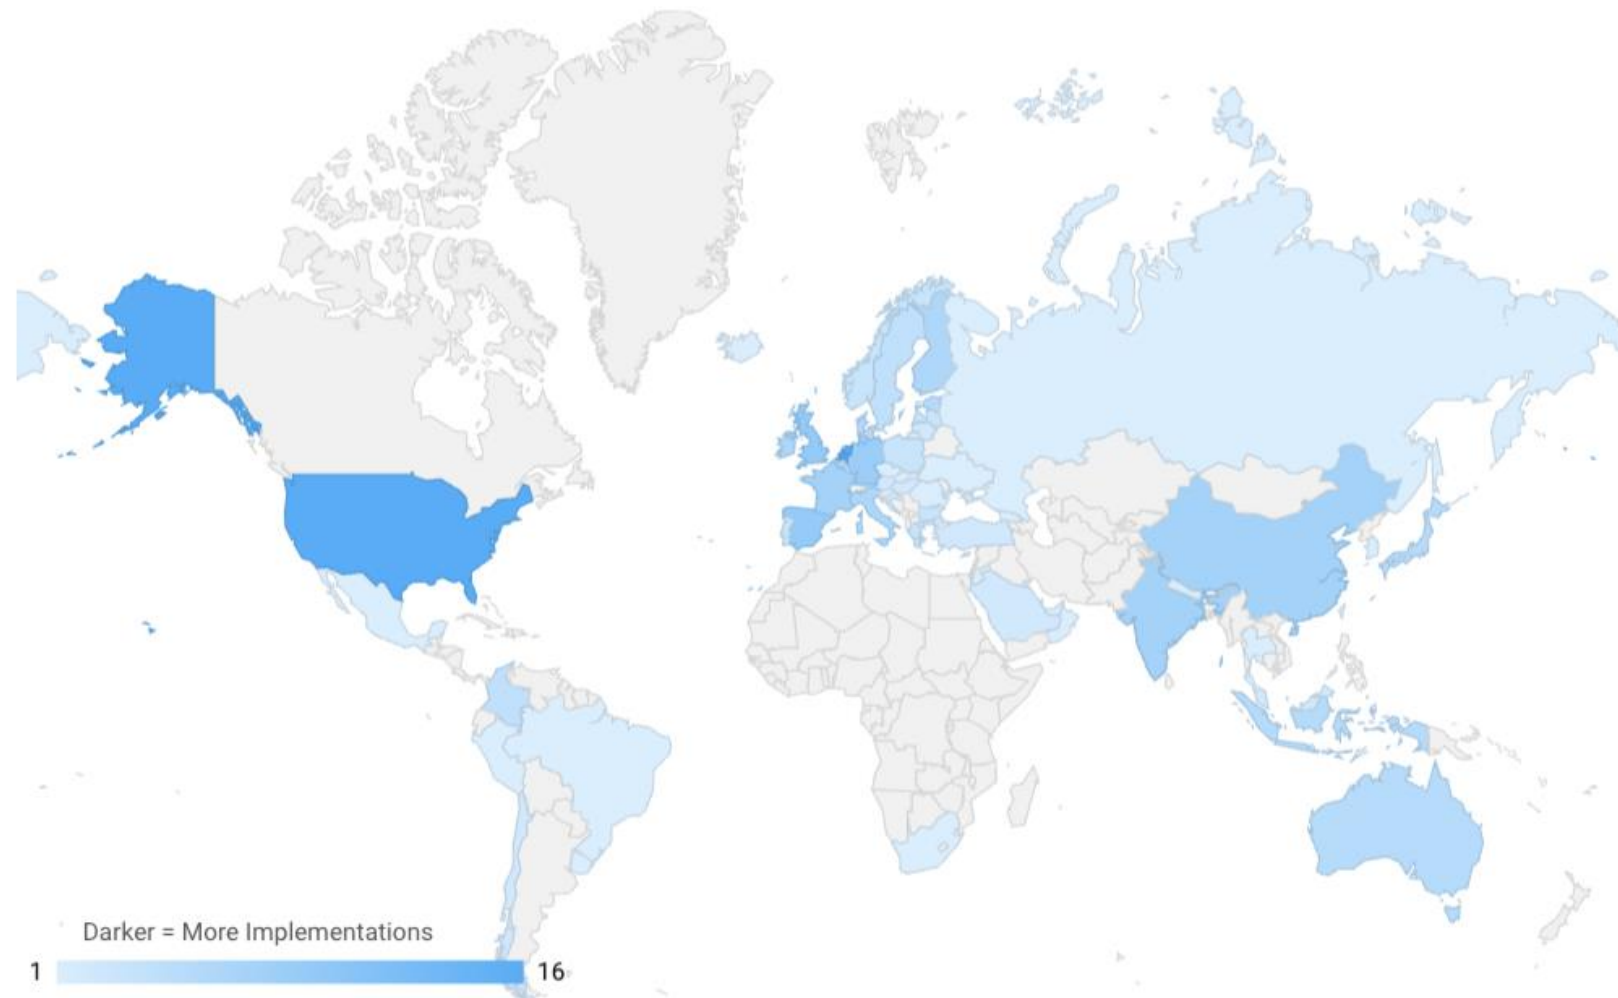 Darker = More Implementations
1 16